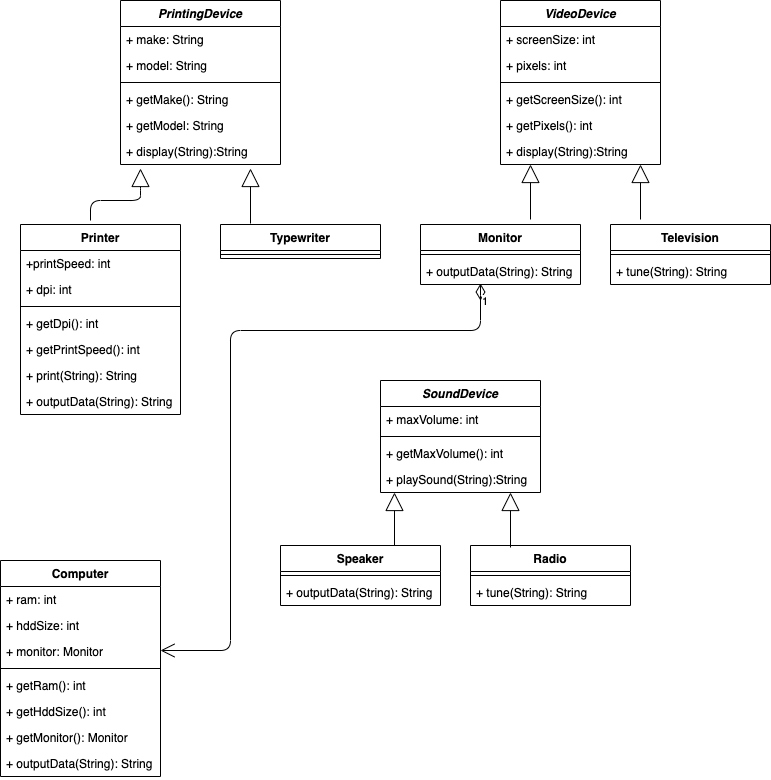 PrintingDevice
+ make: String
+ model: String
+ getMake(): String
+ getModel: String
+ display(String):String
VideoDevice
+ screenSize: int
+ pixels: int
+ getScreenSize(): int
+ getPixels(): int
+ display(String):String
Printer
+printSpeed: int
+ dpi: int
+ getDpi(): int
+ getPrintSpeed(): int
+ print(String): String
+ outputData(String): String
Typewriter
Monitor
+ outputData(String): String
1
Television
+ tune(String): String
SoundDevice
+ maxVolume: int
+ getMaxVolume(): int
+ playSound(String):String
Speaker
+ outputData(String): String
Radio
+ tune(String): String
Computer
+ ram: int
+ hddSize: int
+ monitor: Monitor
+ getRam(): int
+ getHddSize(): int
+ getMonitor(): Monitor
+ outputData(String): String